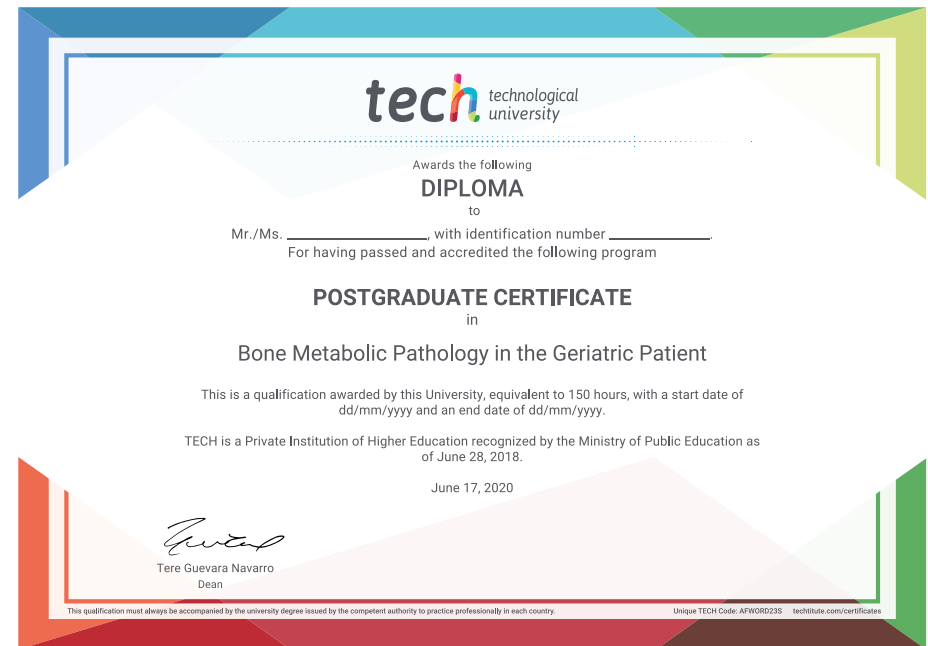 tech technological
university
Awards the following
DIPLOMA
to
Mr./Ms. ____________________, with identification number ______________.
For having passed and accredited the following program
POSTGRADUATE CERTIFICATE
in
Bone Metabolic Pathology in the Geriatric Patient
This is a qualification awarded by this University, equivalent to 150 hours, with a start date of
dd/mm/yyyy and an end date of dd/mm/yyyy.
TECH is a Private Institution of Higher Education recognized by the Ministry of Public Education as
of June 28, 2018.
June 17, 2020
Tere Guevara Navarro
Dean
This qualification must always be accompanied by the university degree issued by the competent authority to practice professionally in each country.
Unique TECH Code: AFWORD23S techtitute.com/certificates